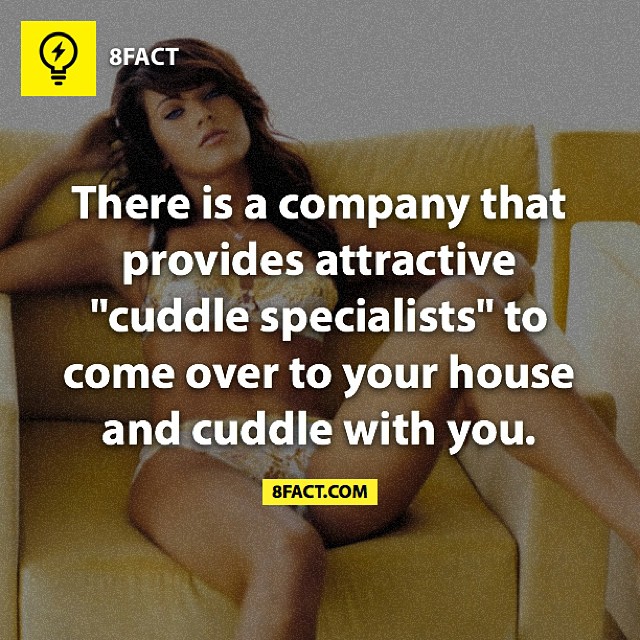 8FACT
There is a company that
provides attractive
"cuddle specialists" to
come over to your house
and cuddle with you.
8FACT.COM